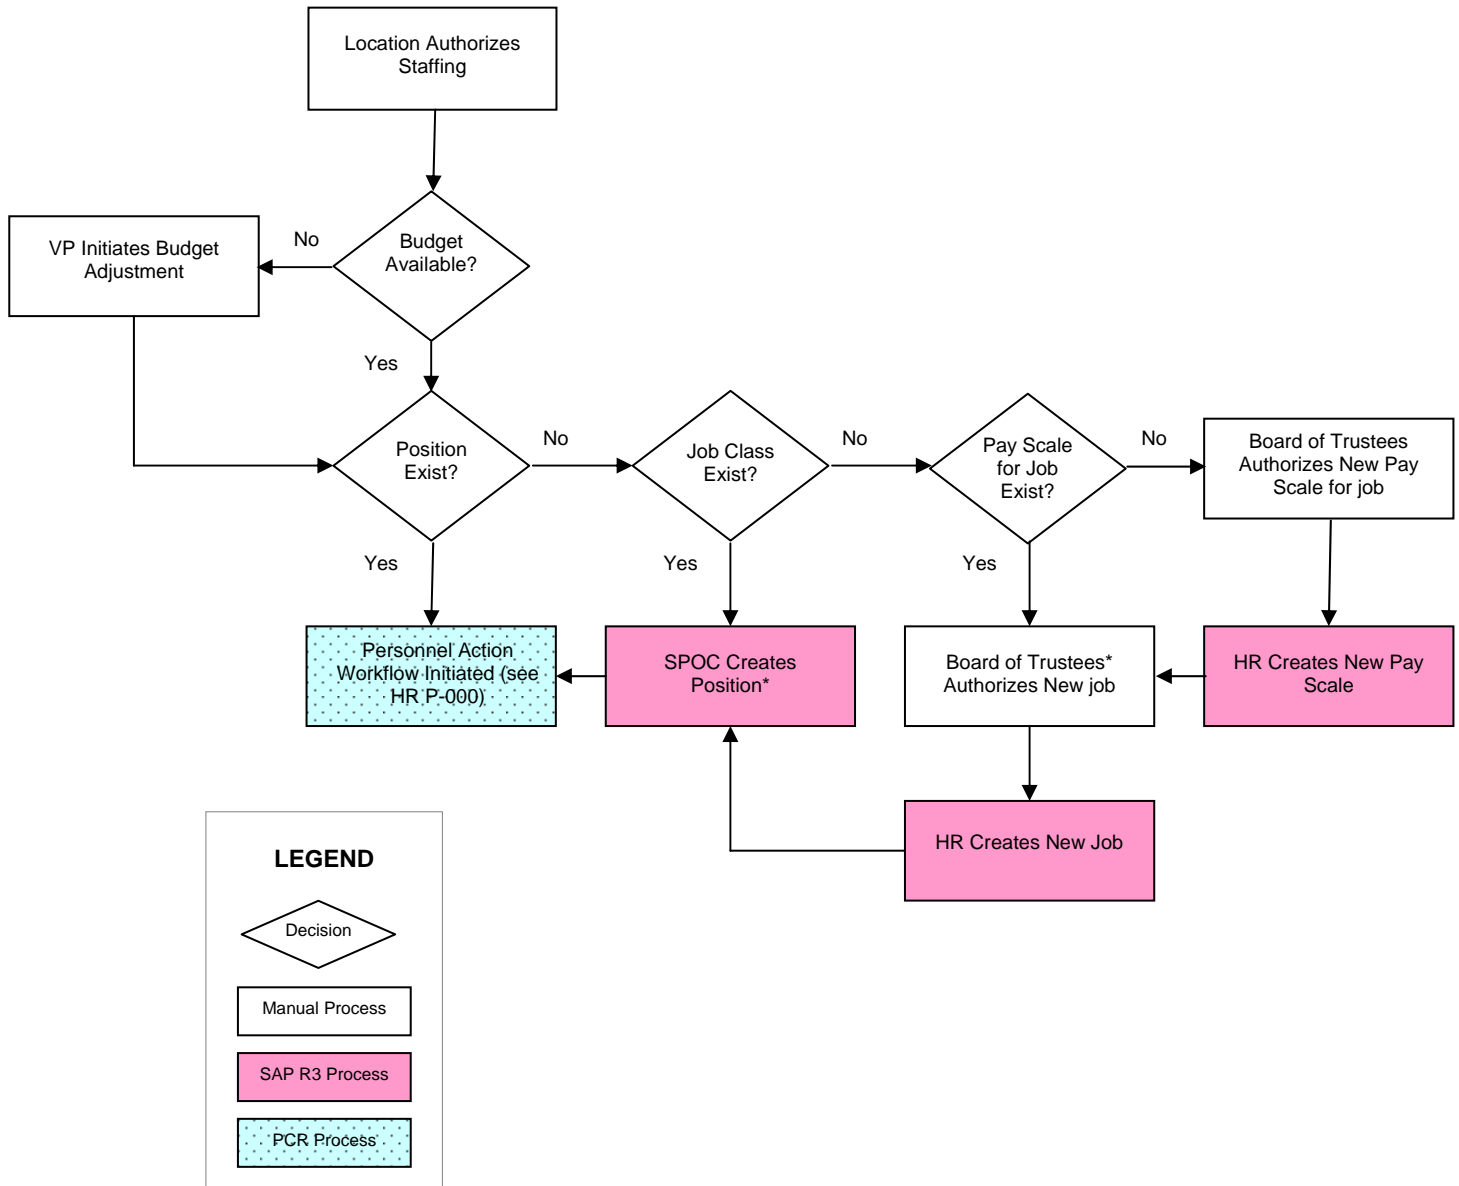 Location Authorizes
Staffing
VP Initiates Budget
Adjustment
No
Budget
Available?
Yes
Position
Exist?
No
Job Class
Exist?
No
Pay Scale
for Job
Exist?
No
Board of Trustees
Authorizes New Pay
Scale for job
Yes
Yes
Yes
Personnel Action
Workflow Initiated (see
HR P-000)
SPOC Creates
Position*
Board of Trustees*
Authorizes New job
HR Creates New Pay
Scale
HR Creates New Job
LEGEND
Decision
Manual Process
SAP R3 Process
PCR Process